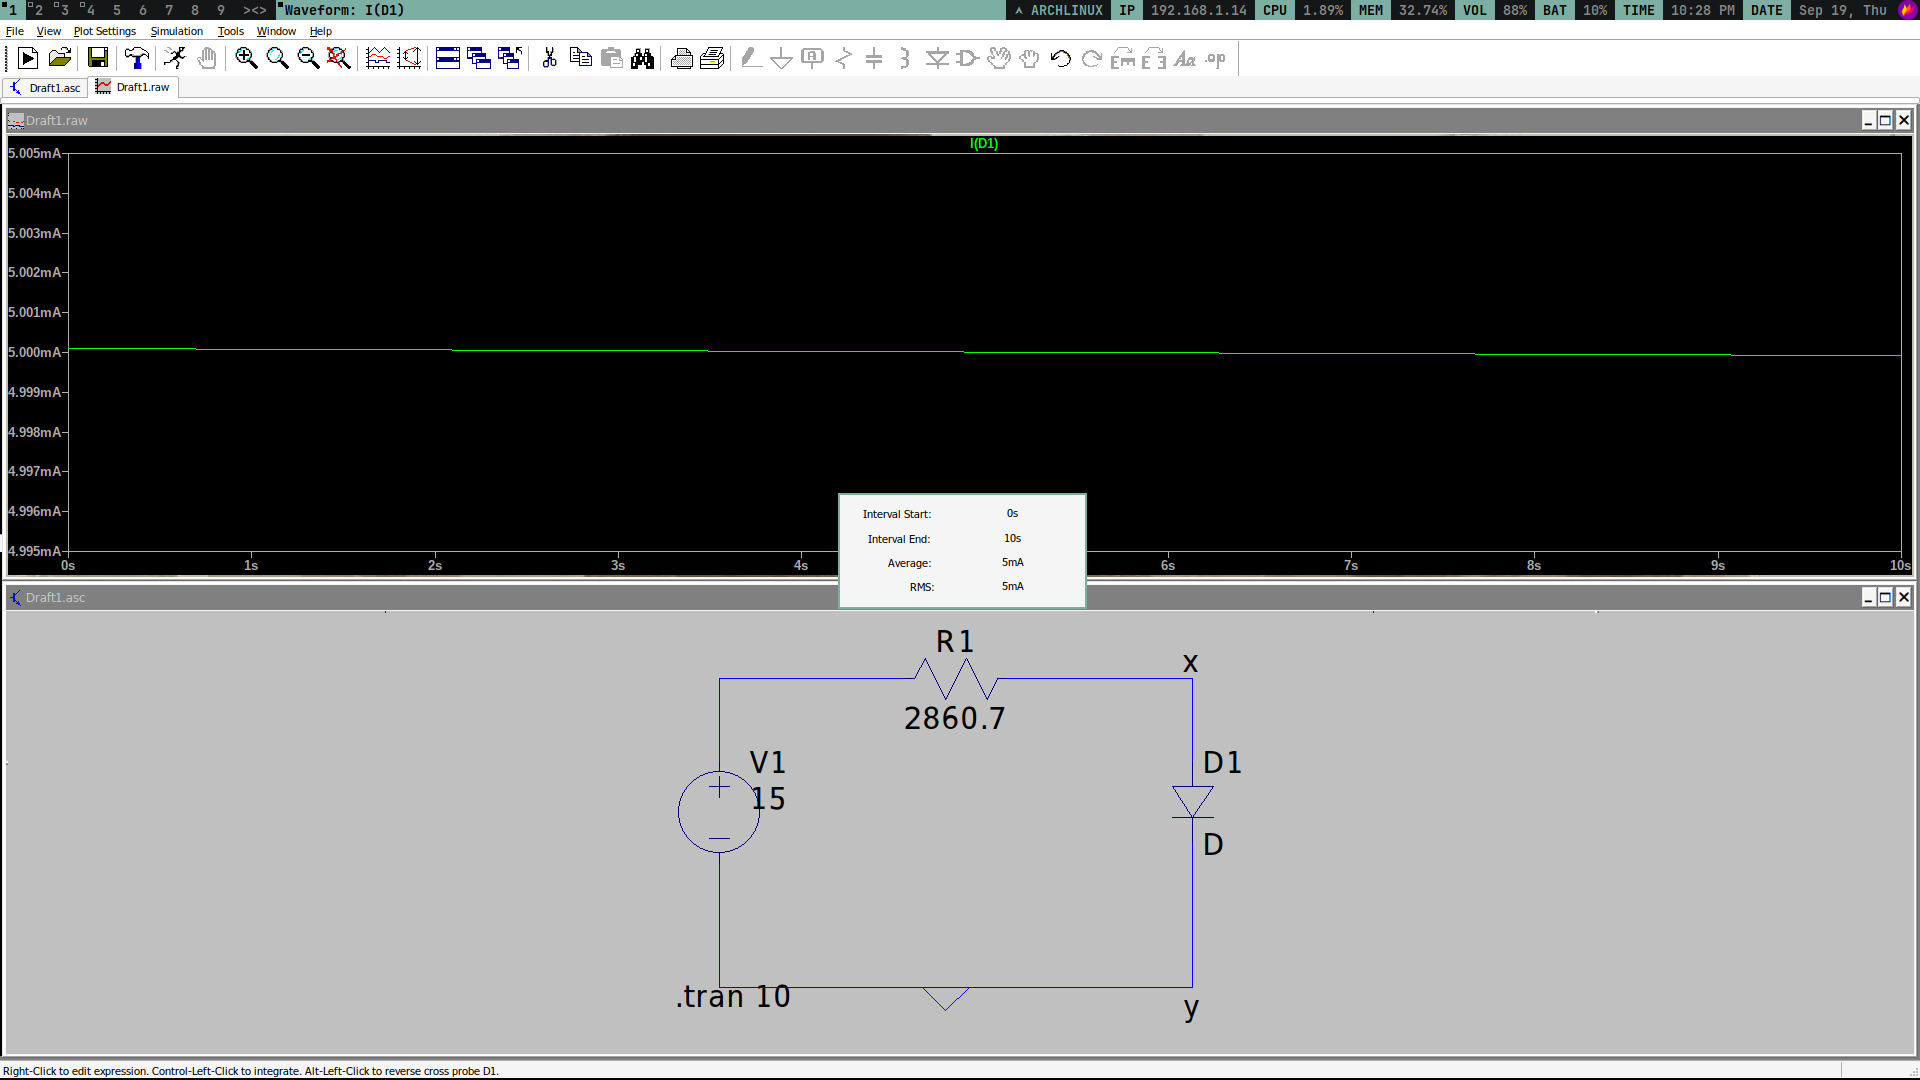 1 2 3 4 5 6 7 8 9 ><> Waveform: I(D1) ARCHLINUX IP 192.168.1.14 CPU 1.89% MEM 32.74% VOL 88% BAT 10% TIME 10:28 PM DATE Sep 19, Thu
File View Plot Settings Simulation Tools Window Help
A Aa .op
Draft1.asc Draft1.raw
Draft1.raw
I(D1)
5.005mA
5.004mA
5.003mA
5.002mA
5.001mA
5.000mA
4.999mA
4.998mA
4.997mA
4.996mA
4.995mA
0s 1s 2s 3s 4s 6s 7s 8s 9s 10s
Interval Start: 0s
Interval End: 10s
Average: 5mA
RMS: 5mA
Draft1.asc
R1
x
2860.7
V1
15
D1
D
.tran 10
y
Right-Click to edit expression. Control-Left-Click to integrate. Alt-Left-Click to reverse cross probe D1.